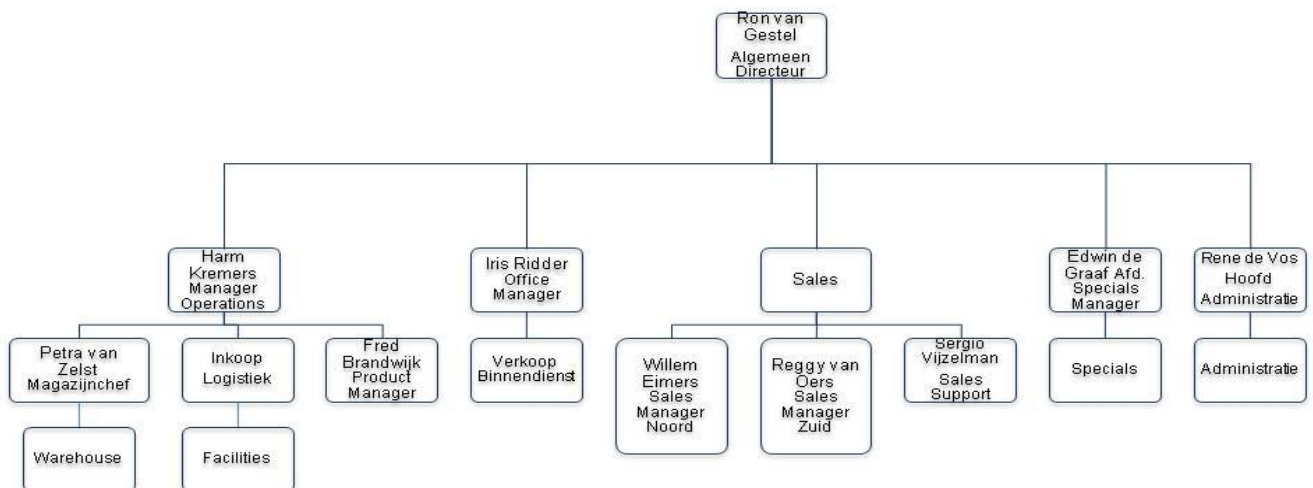 Ron van
Gestel
Algemeen
Directeur
Harm
Kremers
Manager
Operations
Iris Ridder
Office
Manager
Sales
Edwin de
Graaf Afd.
Specials
Manager
Rene de Vos
Hoofd
Administratie
Petra van
Zelst
Magazijnchef
Inkoop
Logistiek
Fred
Brandwijk
Product
Manager
Verkoop
Binnendienst
Willem
Eimers
Sales
Manager
Noord
Reggy van
Oers
Sales
Manager
Zuid
Sergio
Vijzelman
Sales
Support
Specials
Administratie
Warehouse
Facilities